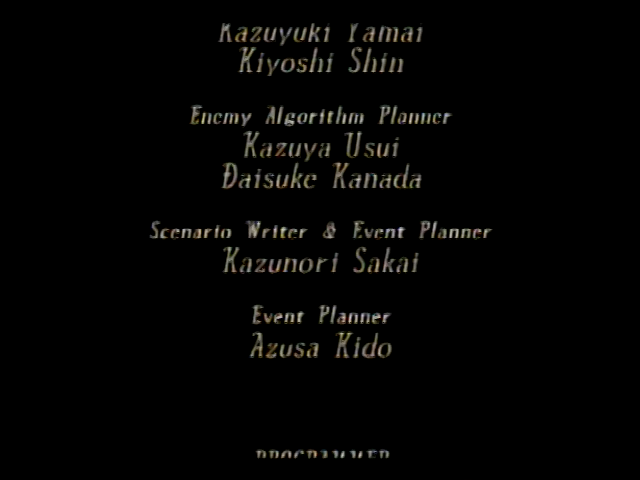 Kazuyuki Yamai
Kiyoshi Shin
Enemy Algorithm Planner
Kazuya Usui
Daisuke Kanada
Scenario Writer & Event Planner
Kazunori Sakai
Event Planner
Azusa Kido
PROGRAMMER